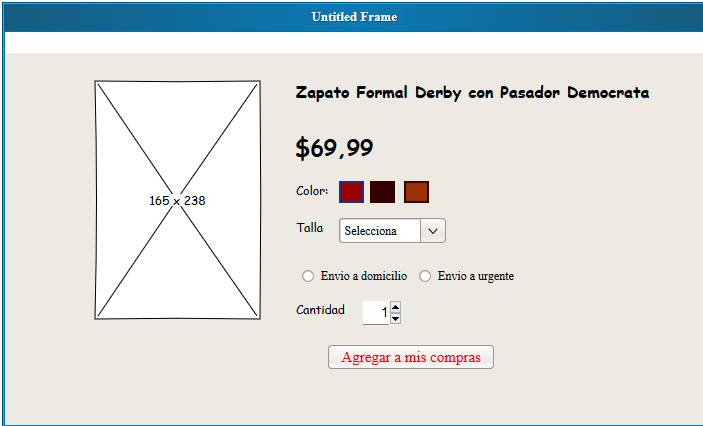 Untitled Frame
Zapato Formal Derby con Pasador Democrata
$69,99
165 x 238
Color:
Talla Selecciona
Envio a domicilio Envio a urgente
Cantidad 1
Agregar a mis compras